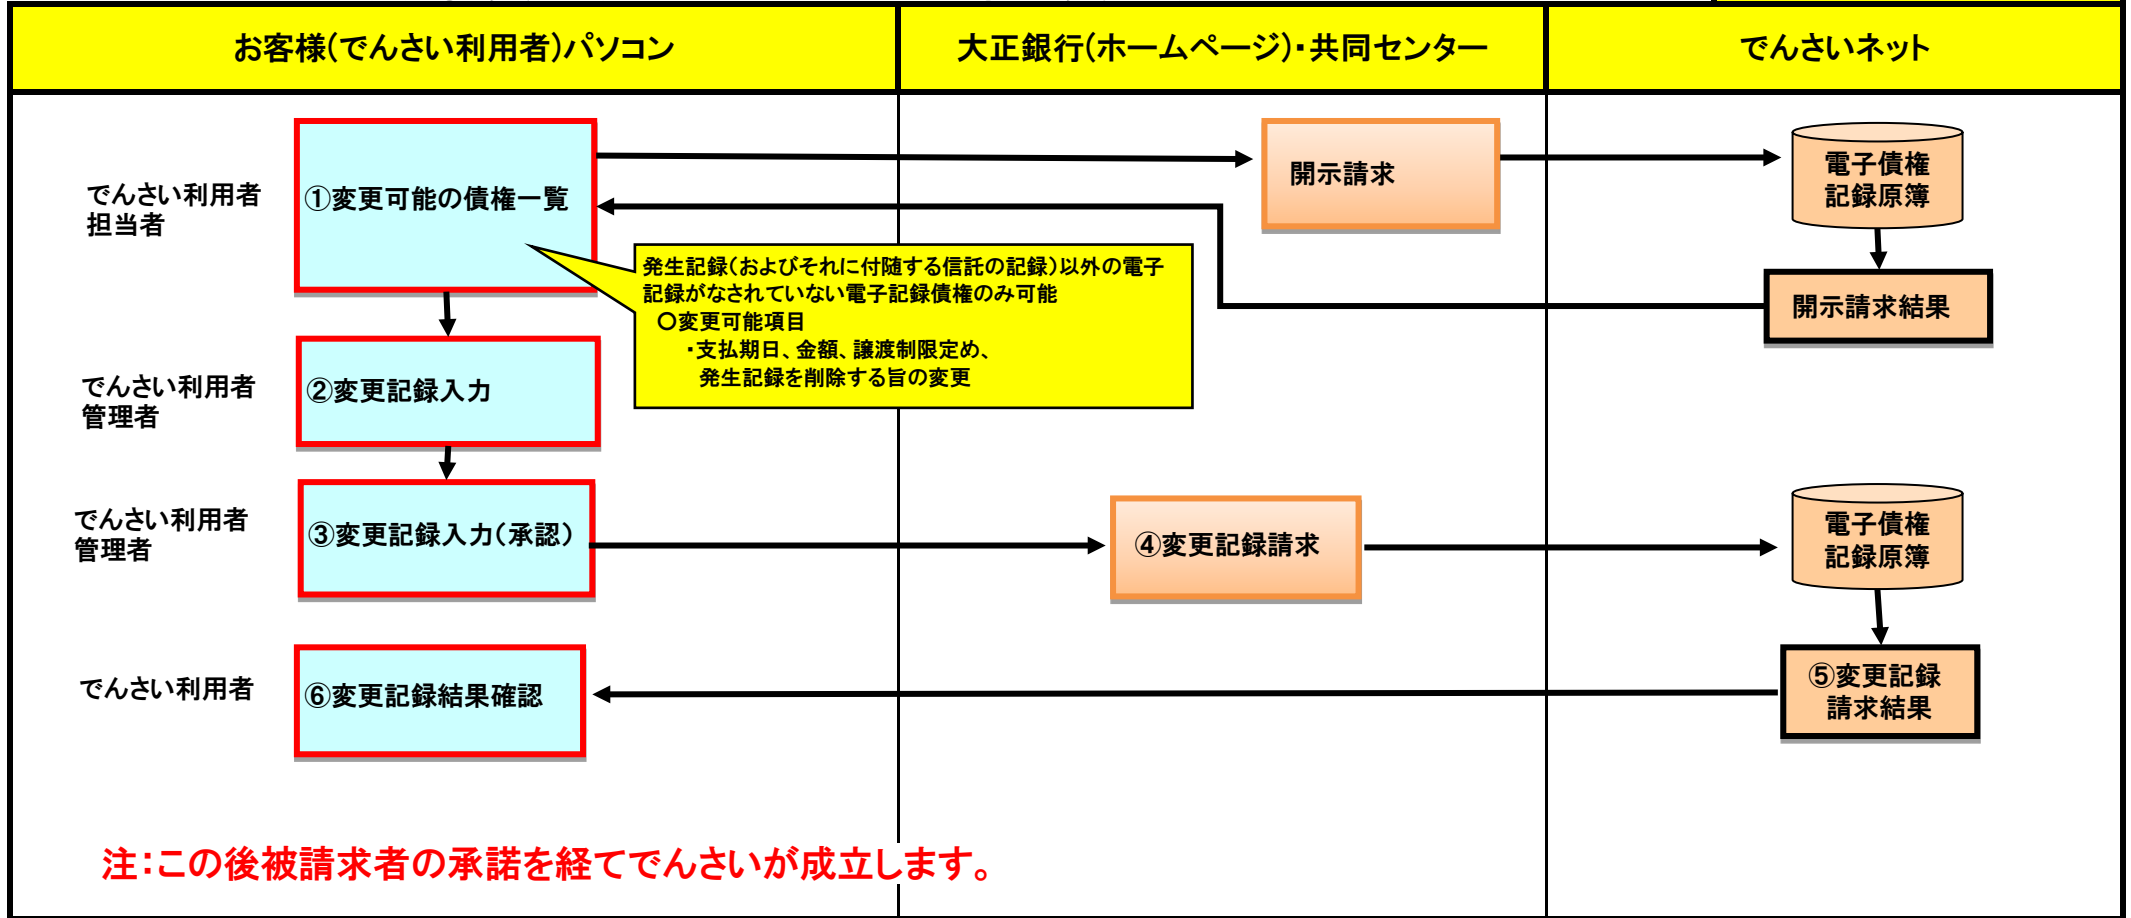 お客様(でんさい利用者)パソコン
大正銀行(ホームページ)・共同センター
でんさいネット
でんさい利用者
担当者
①変更可能の債権一覧
開示請求
電子債権
記録原簿
発生記録(およびそれに付随する信託の記録)以外の電子
記録がなされていない電子記録債権のみ可能
○変更可能項目
・支払期日、金額、譲渡制限定め、
発生記録を削除する旨の変更
開示請求結果
でんさい利用者
管理者
②変更記録入力
でんさい利用者
管理者
③変更記録入力(承認)
④変更記録請求
電子債権
記録原簿
でんさい利用者
⑥変更記録結果確認
⑤変更記録
請求結果
注:この後被請求者の承諾を経てでんさいが成立します。